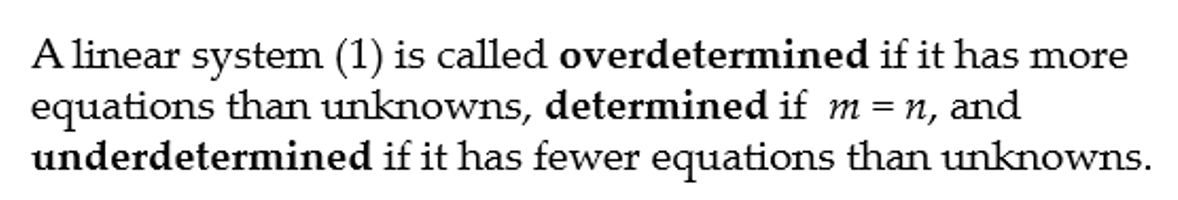 A linear system (1) is called overdetermined if it has more
equations than unknowns, determined if m = n, and
underdetermined if it has fewer equations than unknowns.